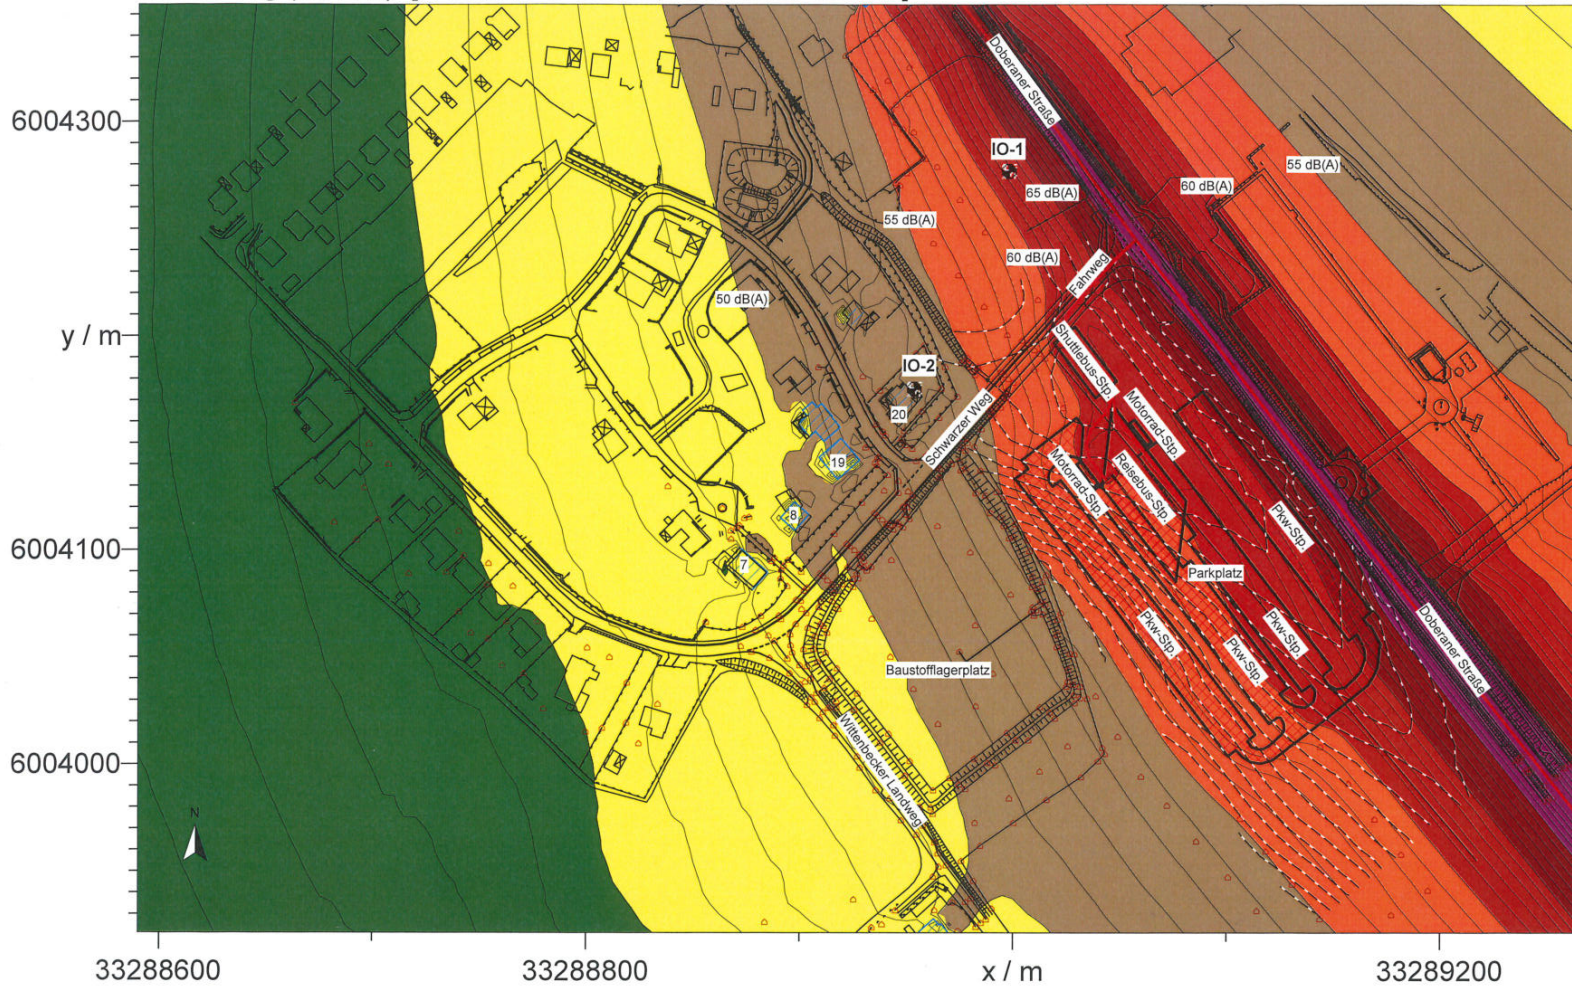 6004300
y / m
6004100
6004000
33288600
33288800
x / m
33289200
N
Doberaner Straße
IO-1
65 dB(A)
60 dB(A)
55 dB(A)
55 dB(A)
60 dB(A)
50 dB(A)
Fahrweg
Shuttlebus-Stp.
IO-2
20
Schwarzer Weg
19
8
7
Motorrad-Stp.
Motorrad-Stp.
Reisebus-Stp.
Pkw-Stp.
Parkplatz
Pkw-Stp.
Pkw-Stp.
Pkw-Stp.
Doberaner Straße
Baustofflagerplatz
Wittenbecker Landweg